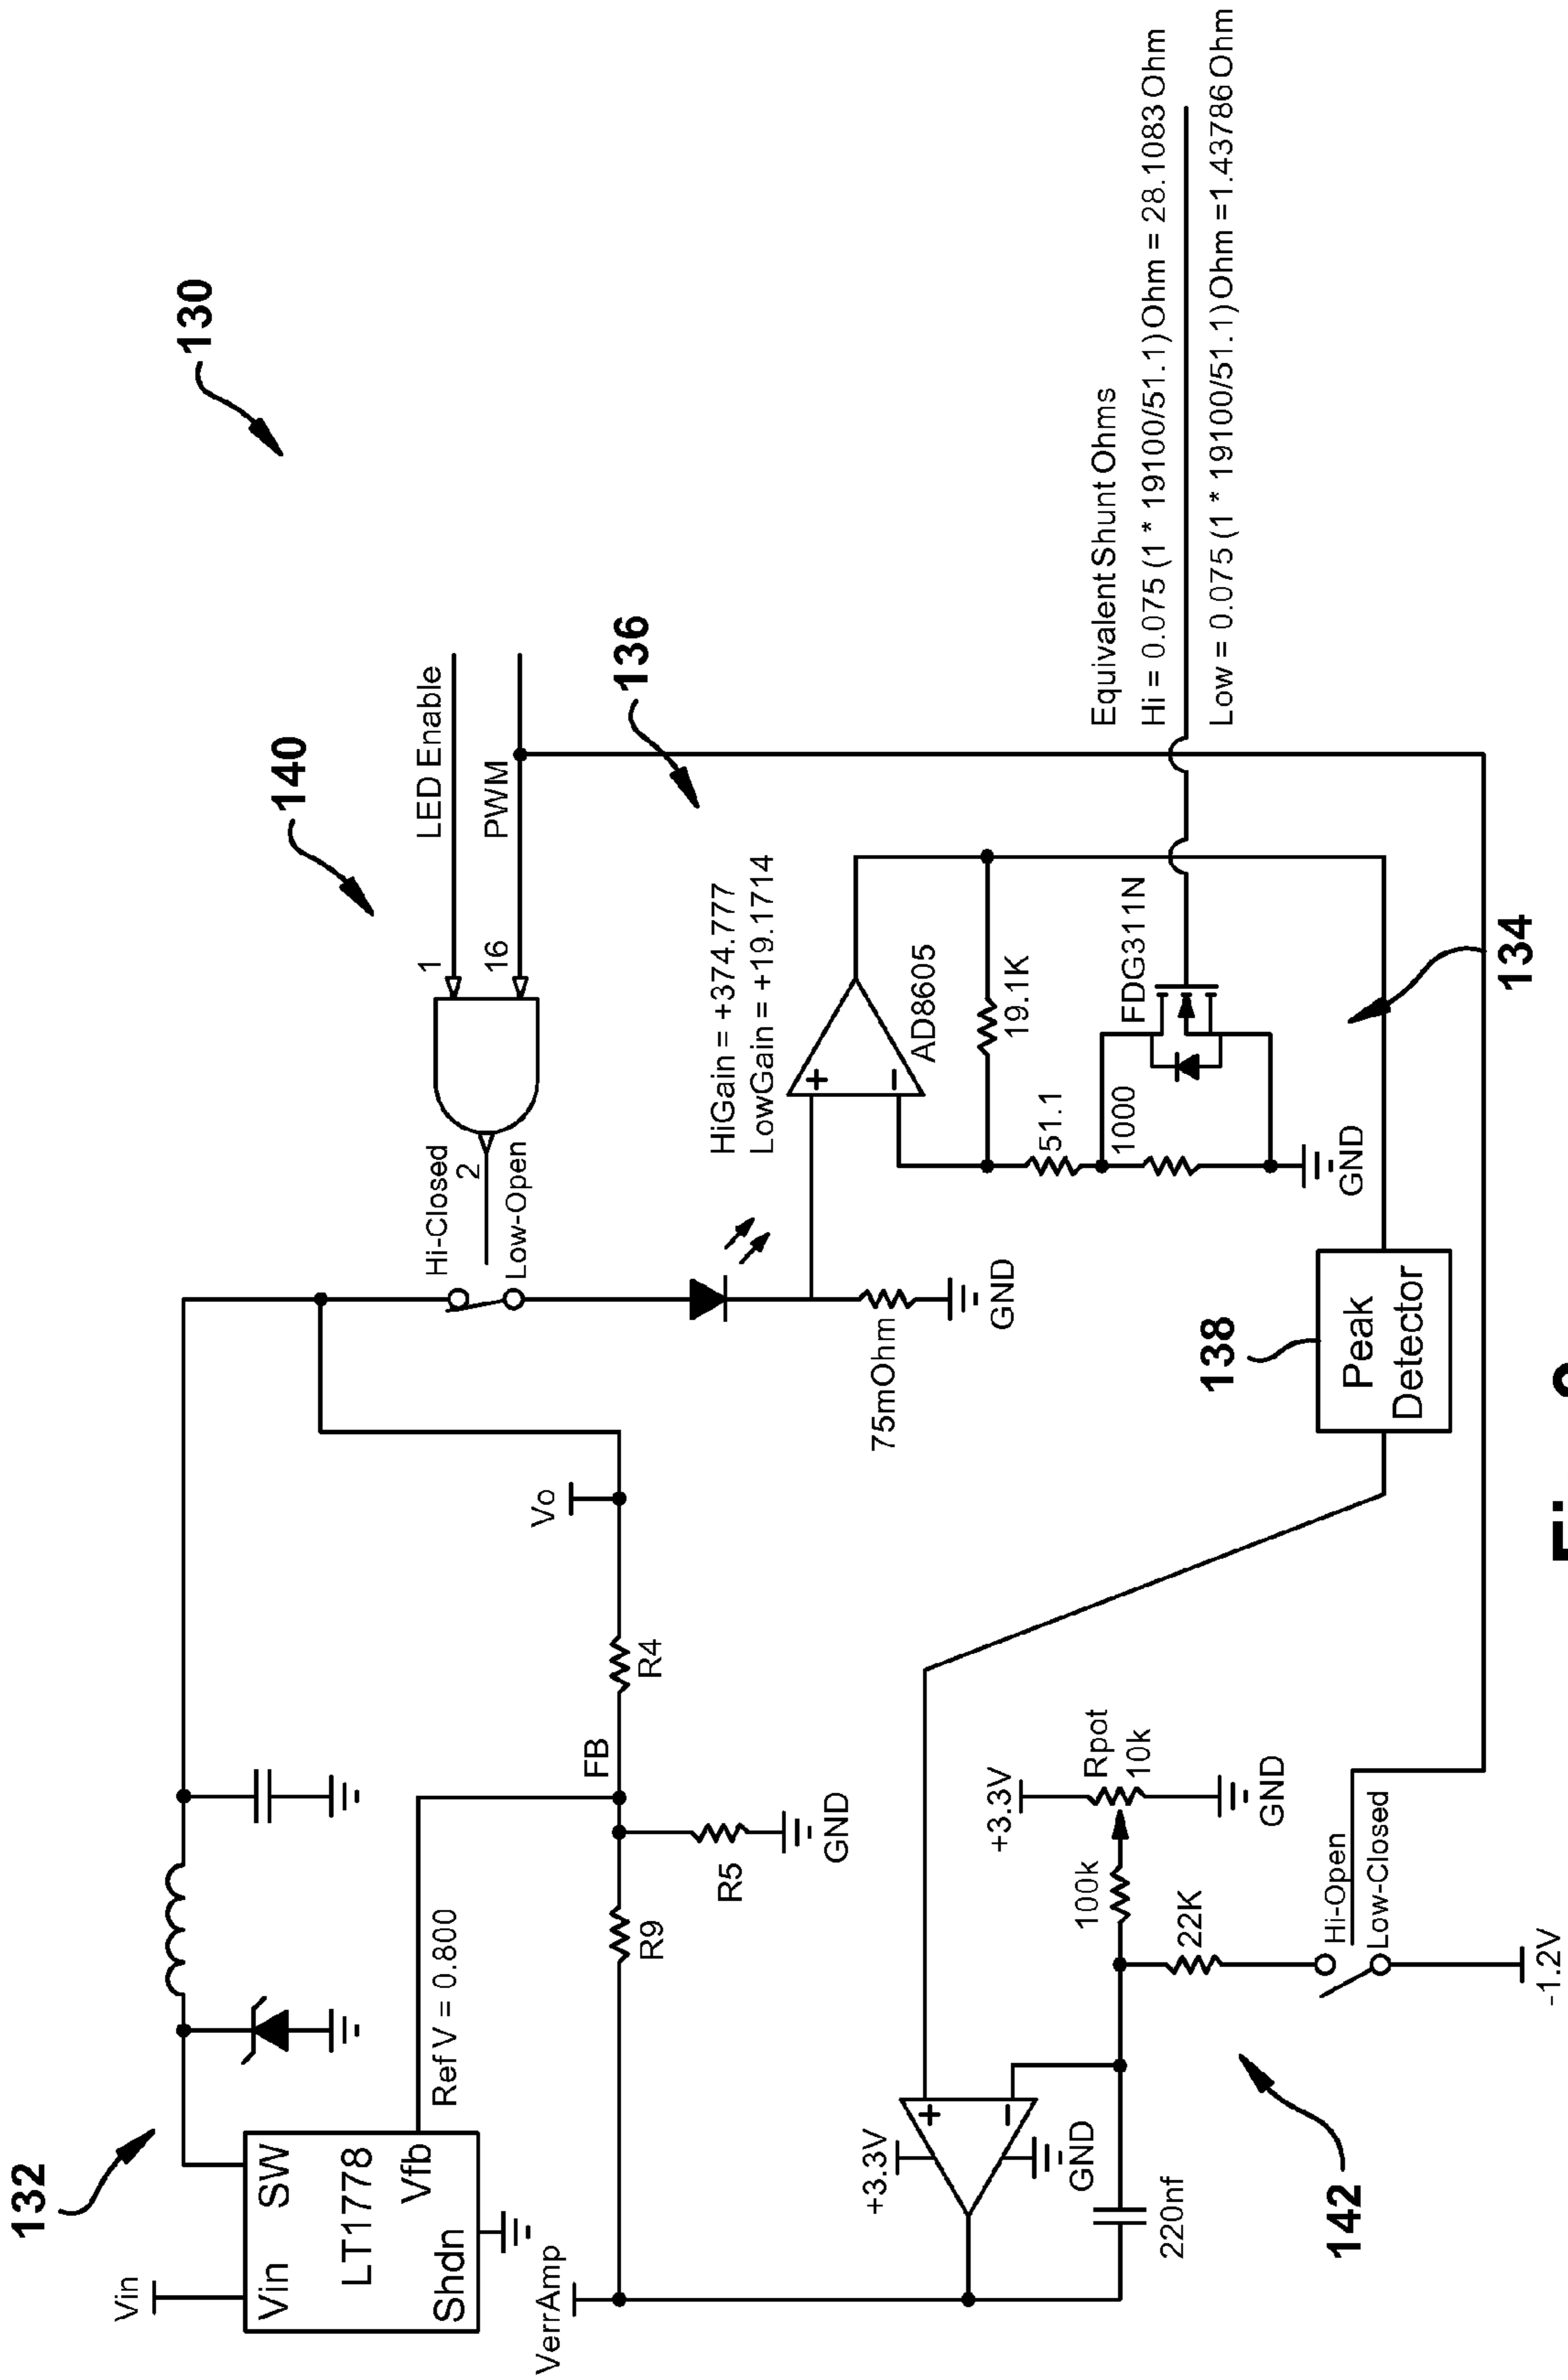 130
132
Vin
Vin
SW
LT1778
Shdn
Vfb
Ref V = 0.800
140
LED Enable
PWM
1
16
2
Hi-Closed
Low-Open
136
Vo
FB
R4
R9
R5
GND
VerrAmp
HiGain = +374.777
LowGain = +19.1714
AD8605
19.1K
51.1
1000
FDG311N
GND
75mOhm
GND
Equivalent Shunt Ohms
Hi = 0.075 (1 * 19100/51.1) Ohm = 28.1083 Ohm
Low = 0.075 (1 * 19100/51.1) Ohm = 1.43786 Ohm
134
138
Peak
Detector
+3.3V
GND
220nf
+3.3V
Rpot
10k
GND
100k
22K
Hi-Open
Low-Closed
-1.2V
142